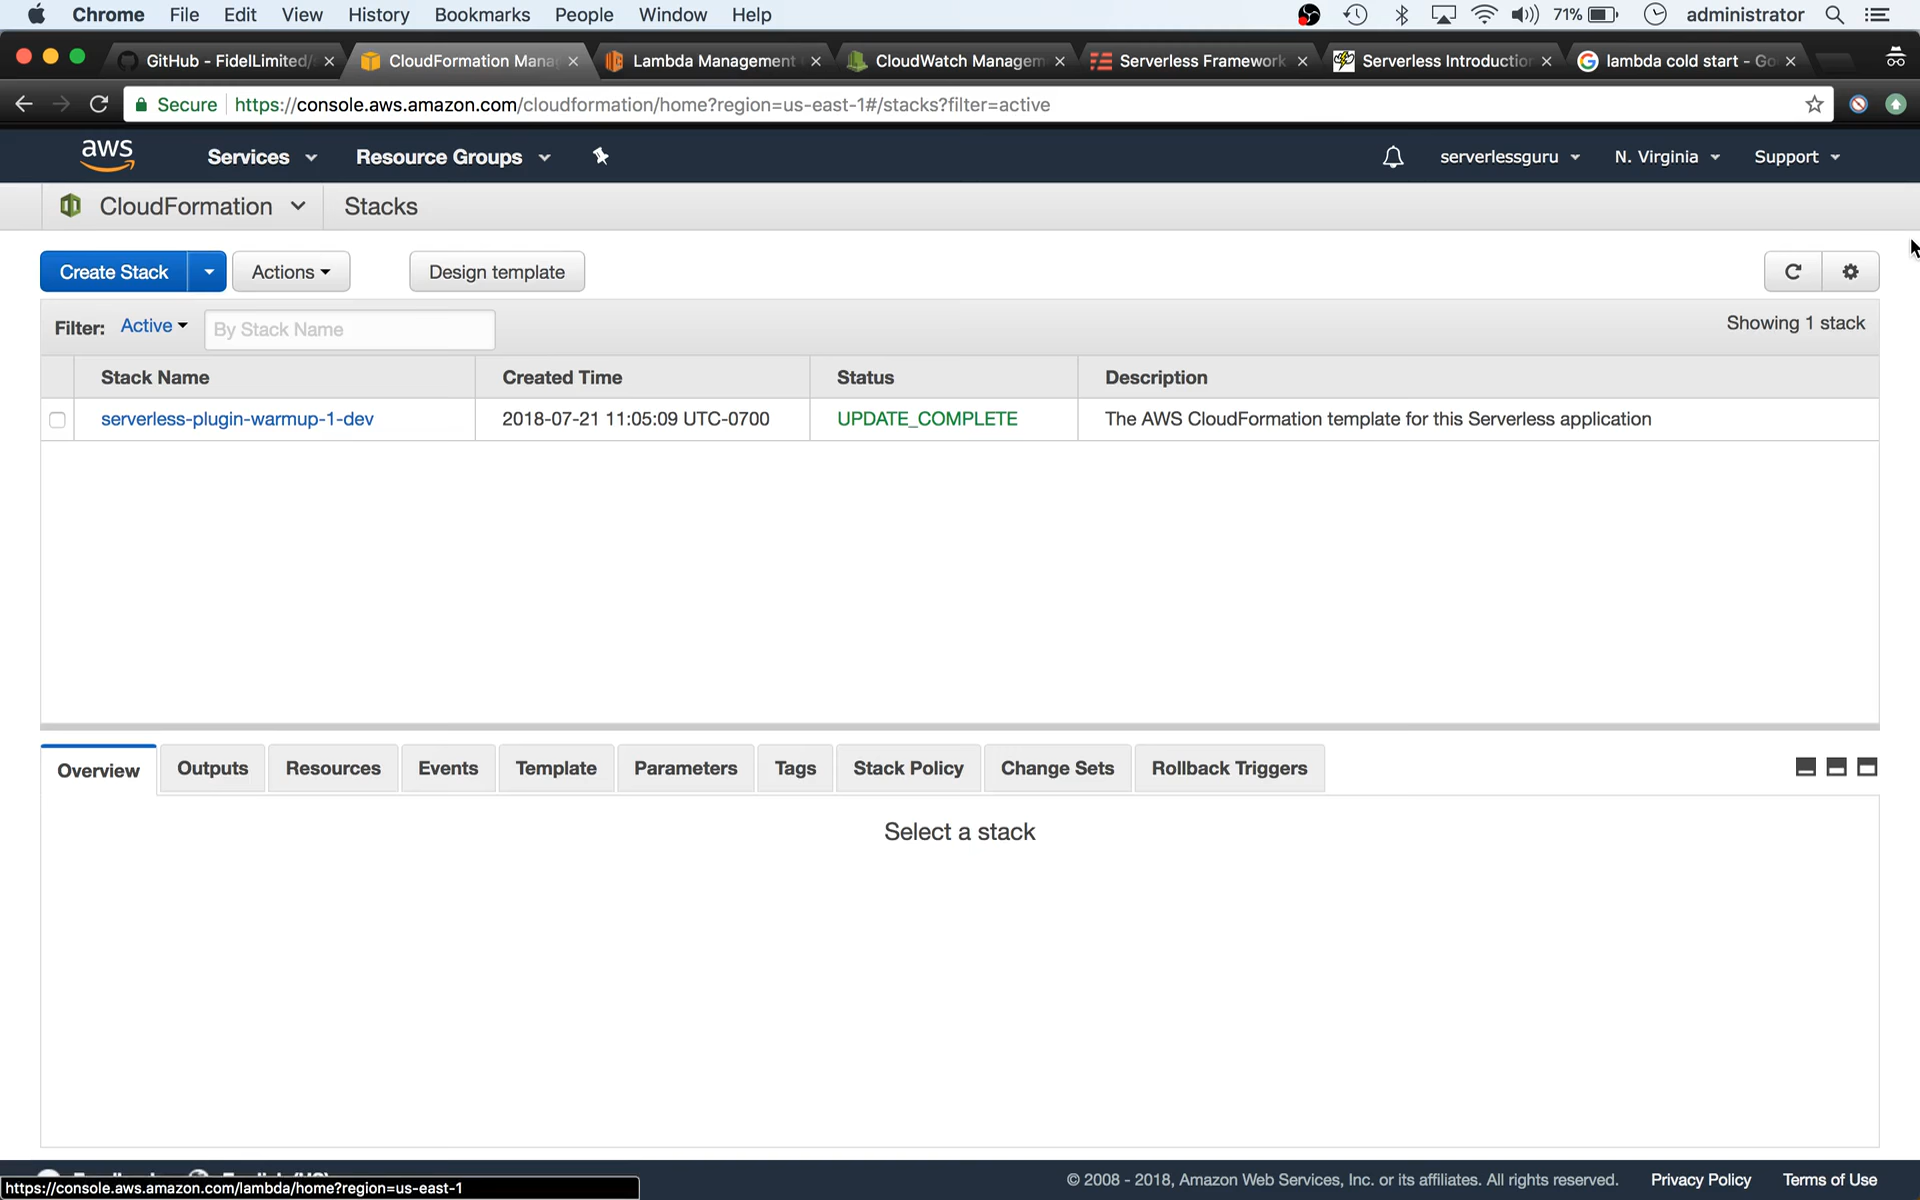 Chrome File Edit View History Bookmarks People Window Help 71% administrator
GitHub - FidelLimited/ CloudFormation Mana Lambda Management CloudWatch Managem Serverless Framework Serverless Introduction lambda cold start - Go
Secure https://console.aws.amazon.com/cloudformation/home?region=us-east-1#/stacks?filter=active
aws Services Resource Groups serverlessguru N. Virginia Support
CloudFormation Stacks
Create Stack Actions Design template
Filter: Active By Stack Name Showing 1 stack
Stack Name Created Time Status Description
serverless-plugin-warmup-1-dev 2018-07-21 11:05:09 UTC-0700 UPDATE_COMPLETE The AWS CloudFormation template for this Serverless application
Overview Outputs Resources Events Template Parameters Tags Stack Policy Change Sets Rollback Triggers
Select a stack
© 2008 - 2018, Amazon Web Services, Inc. or its affiliates. All rights reserved. Privacy Policy Terms of Use
https://console.aws.amazon.com/lambda/home?region=us-east-1